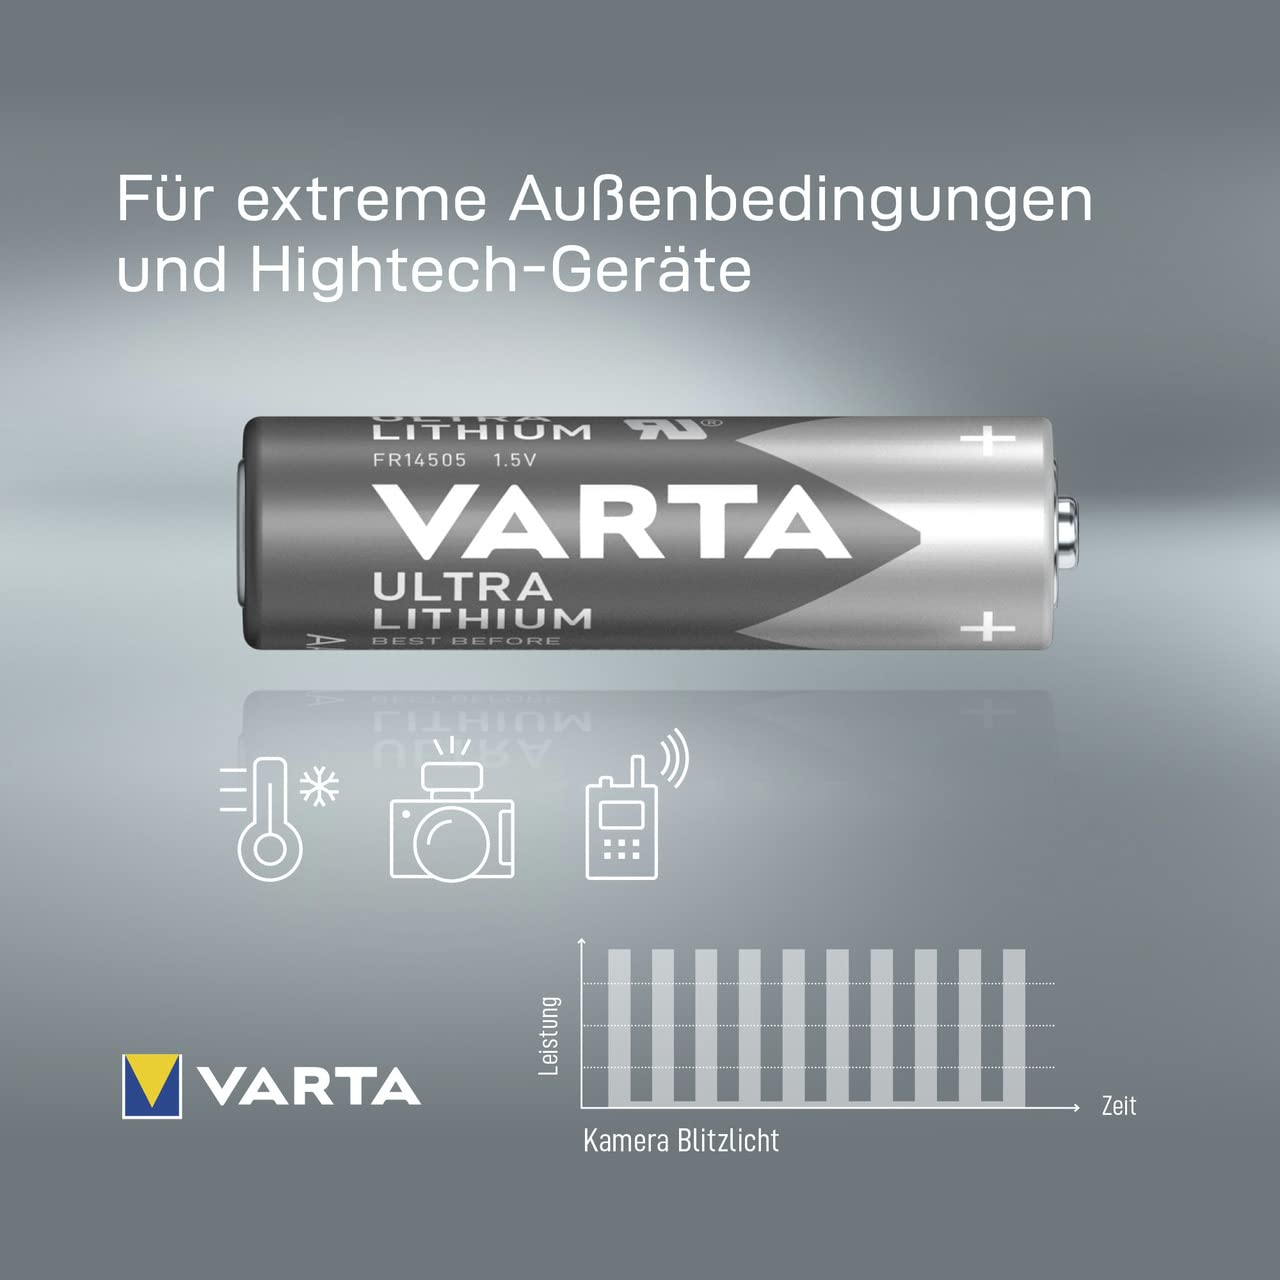 Für extreme Außenbedingungen
und Hightech-Geräte
ULTRA
LITHIUM
FR14505 1.5V
VARTA
ULTRA
LITHIUM
BEST BEFORE
Leistung
Zeit
Kamera Blitzlicht
VARTA